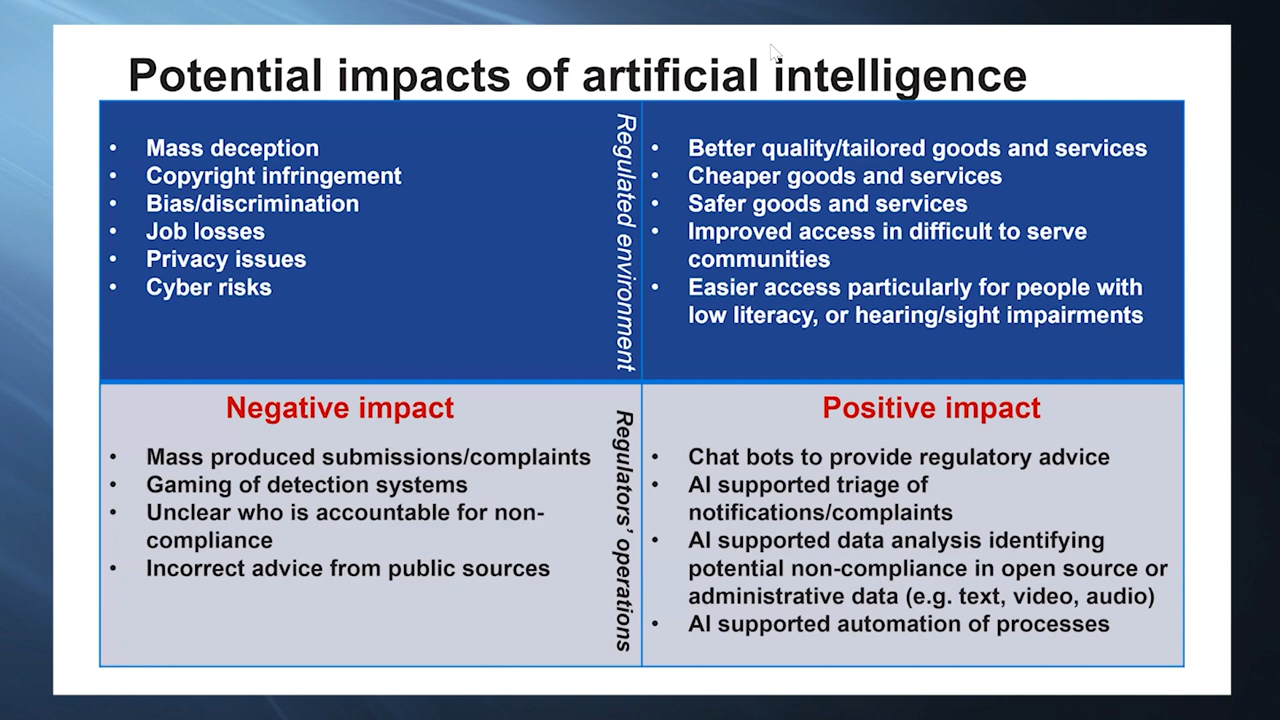 Potential impacts of artificial intelligence
• Mass deception
• Copyright infringement
• Bias/discrimination
• Job losses
• Privacy issues
• Cyber risks
Regulated environment
• Better quality/tailored goods and services
• Cheaper goods and services
• Safer goods and services
• Improved access in difficult to serve
communities
• Easier access particularly for people with
low literacy, or hearing/sight impairments
Negative impact
• Mass produced submissions/complaints
• Gaming of detection systems
• Unclear who is accountable for non-
compliance
• Incorrect advice from public sources
Regulators' operations
Positive impact
• Chat bots to provide regulatory advice
• AI supported triage of
notifications/complaints
• AI supported data analysis identifying
potential non-compliance in open source or
administrative data (e.g. text, video, audio)
• AI supported automation of processes